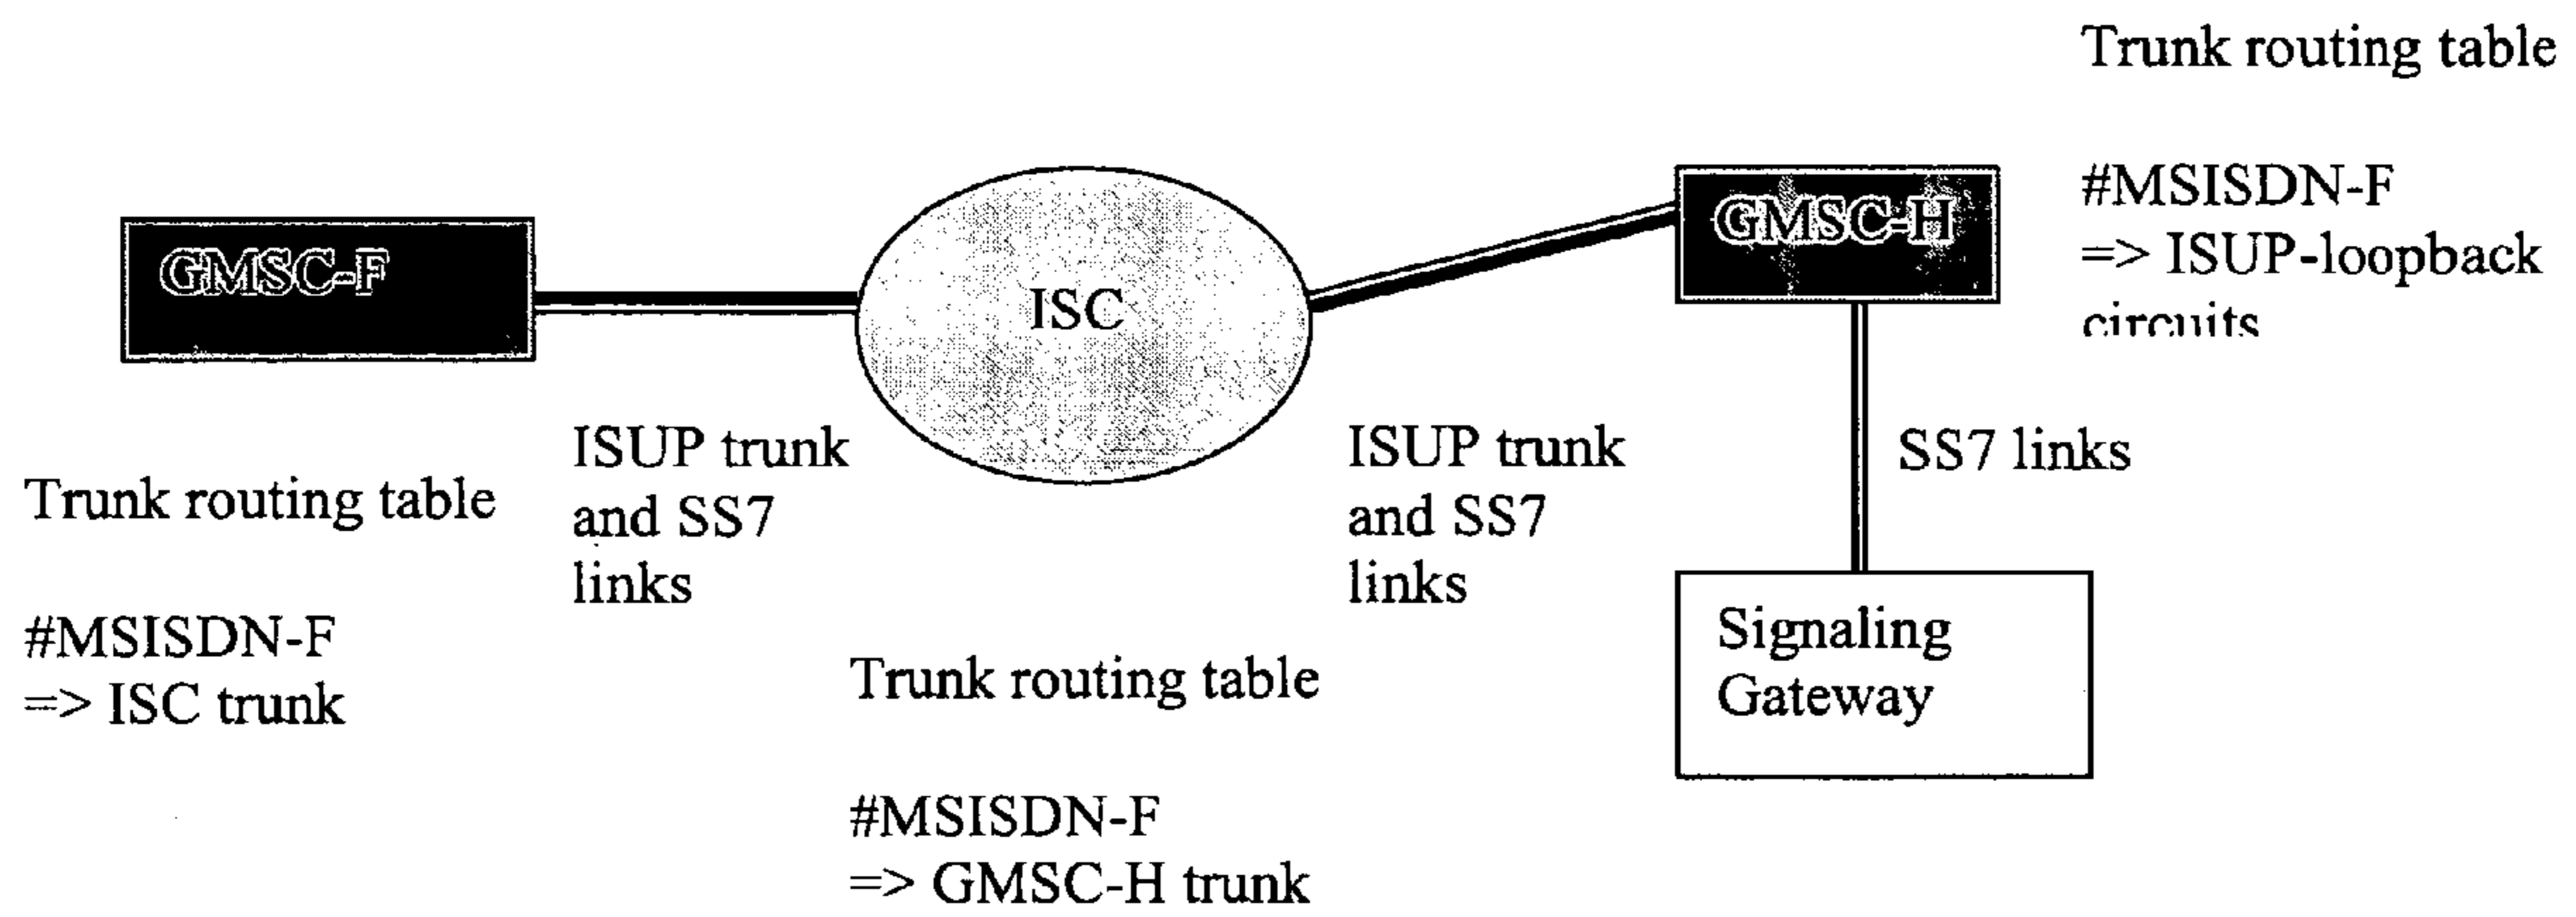 Trunk routing table
#MSISDN-F
=> ISUP-loopback
circuits
GMSC-H
GMSC-F
ISC
ISUP trunk
and SS7
links
ISUP trunk
and SS7
links
SS7 links
Trunk routing table
#MSISDN-F
=> ISC trunk
Signaling
Gateway
Trunk routing table
#MSISDN-F
=> GMSC-H trunk